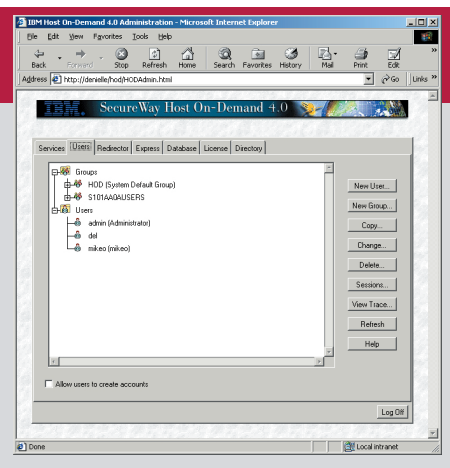 IBM Host On-Demand 4.0 Administration - Microsoft Internet Explorer
File Edit View Favorites Tools Help
Back Forward Stop Refresh Home Search Favorites History Mail Print Edit »
Address http://denielle/hod/HODAdmin.html Go Links »
IBM. SecureWay Host On-Demand 4.0
Services Users Redirector Express Database License Directory
Groups
HOD (System Default Group)
S101AA0AUSERS
Users
admin (Administrator)
del
mikeo (mikeo)
New User...
New Group...
Copy...
Change...
Delete...
Sessions...
View Trace...
Refresh
Help
Allow users to create accounts
Log Off
Done Local intranet